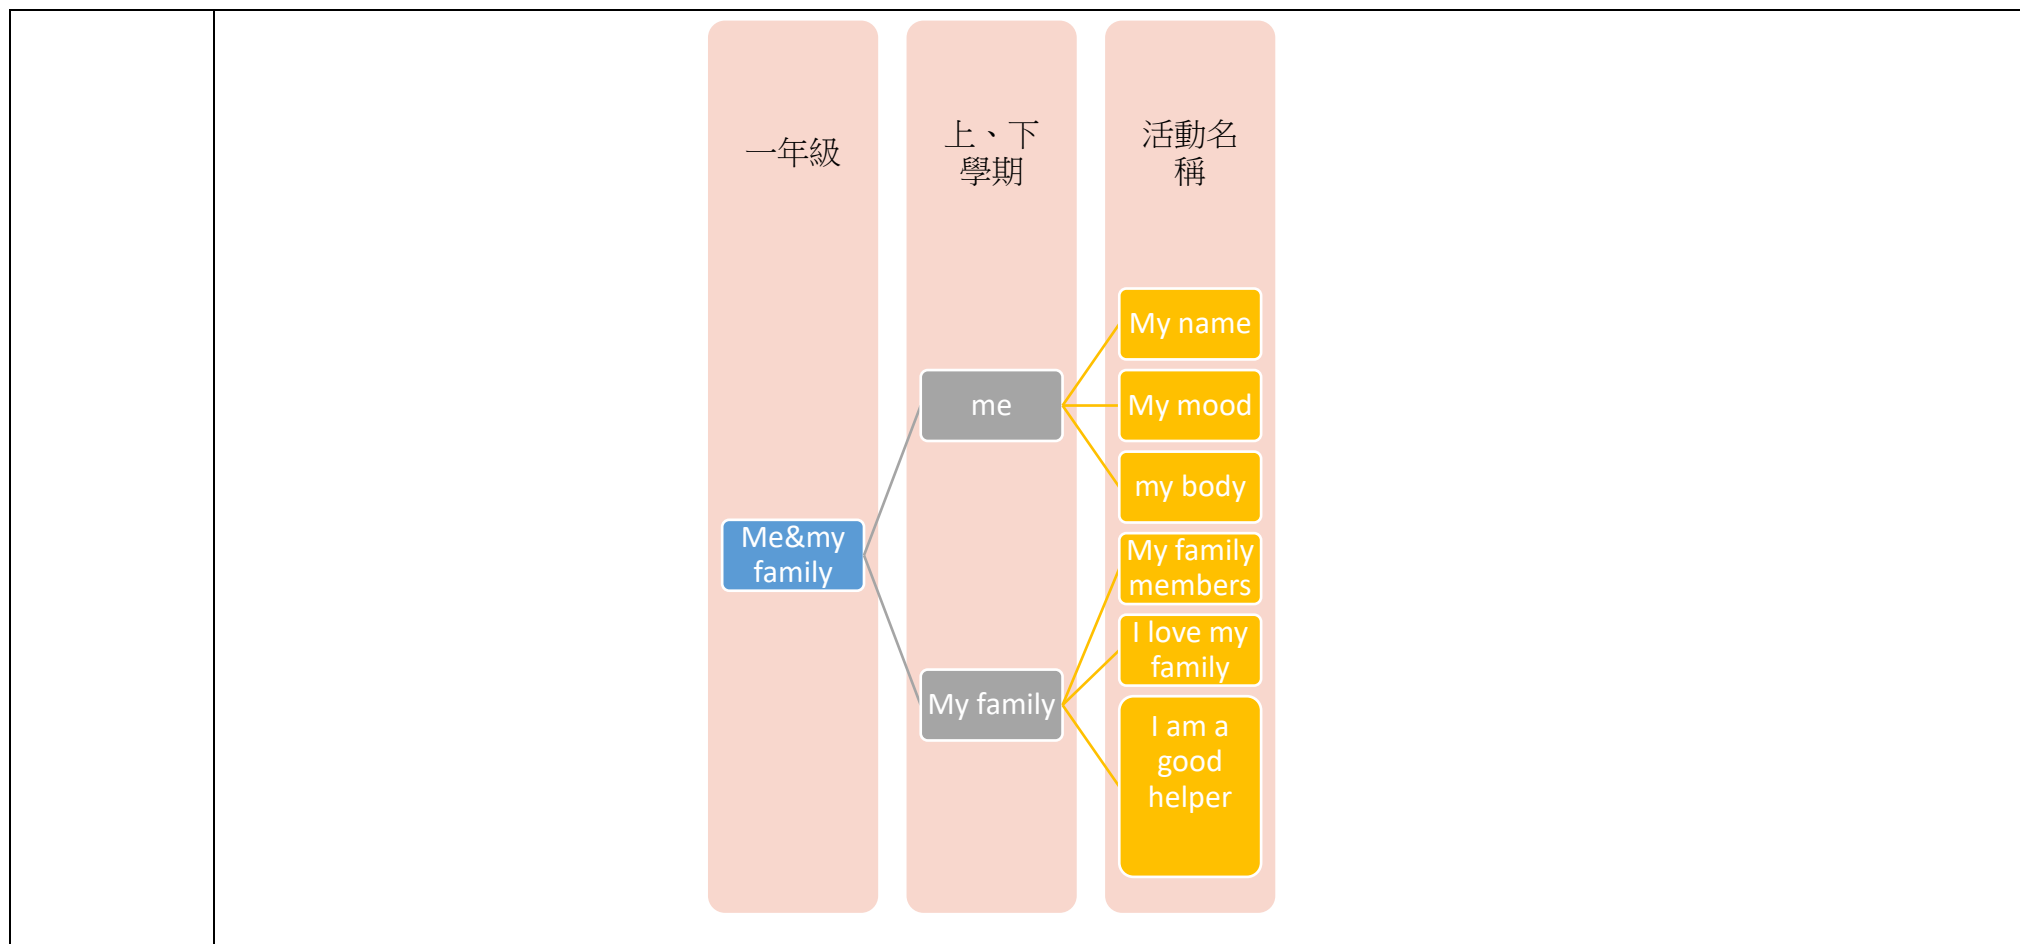 一年級
上、下
學期
活動名
稱
Me&my
family
me
My family
My name
My mood
my body
My family
members
I love my
family
I am a
good
helper